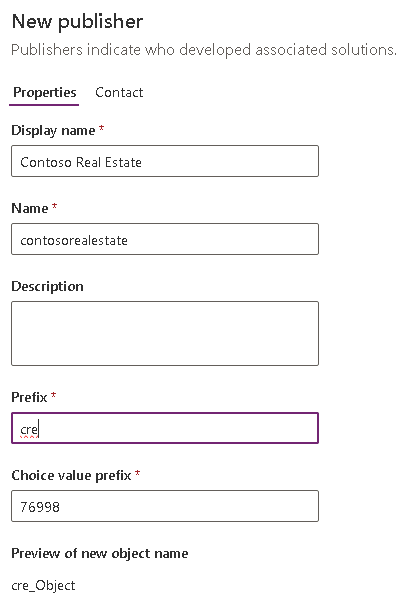 New publisher
Publishers indicate who developed associated solutions.
Properties Contact
Display name *
Contoso Real Estate
Name *
contosorealestate
Description
Prefix *
cre
Choice value prefix *
76998
Preview of new object name
cre_Object